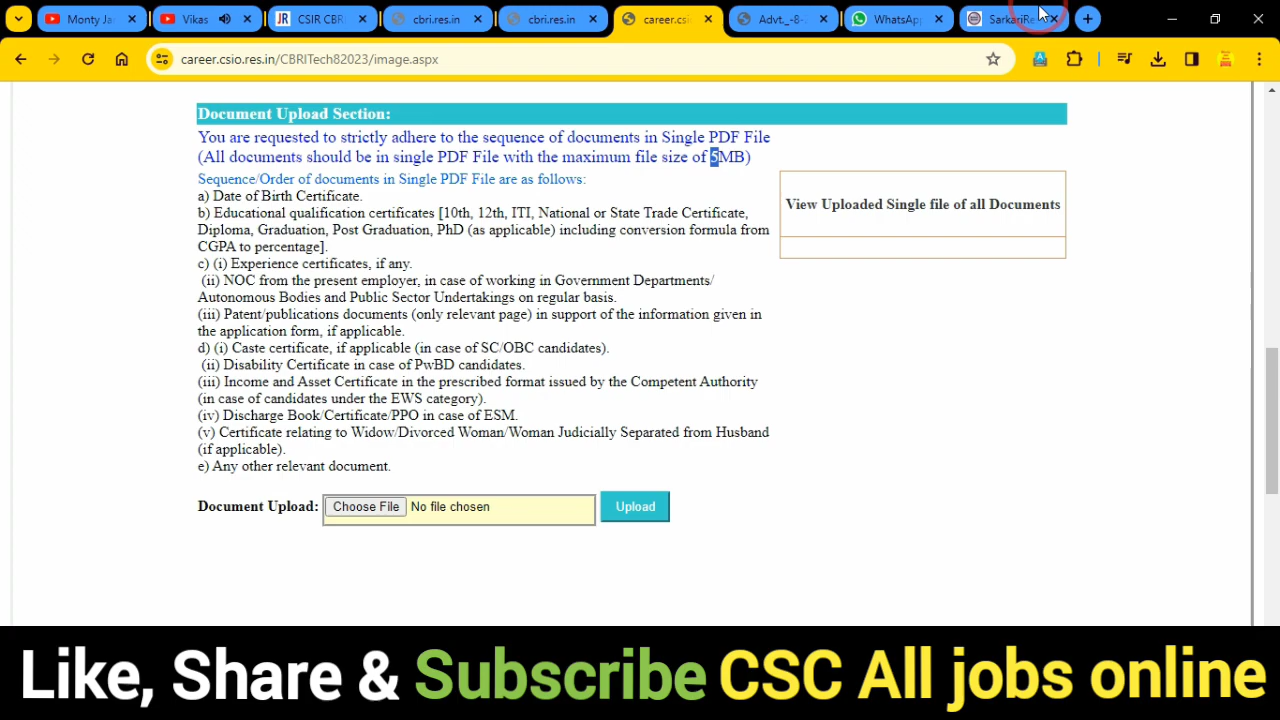 Monty Ja
Vikas
JR CSIR CBRI
cbri.res.in
cbri.res.in
career.csi
Advt._-8-
WhatsAp
SarkariRe
career.csio.res.in/CBRITech82023/image.aspx
Document Upload Section:
You are requested to strictly adhere to the sequence of documents in Single PDF File
(All documents should be in single PDF File with the maximum file size of 5MB)
Sequence/Order of documents in Single PDF File are as follows:
a) Date of Birth Certificate.
b) Educational qualification certificates [10th, 12th, ITI, National or State Trade Certificate,
Diploma, Graduation, Post Graduation, PhD (as applicable) including conversion formula from
CGPA to percentage].
c) (i) Experience certificates, if any.
(ii) NOC from the present employer, in case of working in Government Departments/
Autonomous Bodies and Public Sector Undertakings on regular basis.
(iii) Patent/publications documents (only relevant page) in support of the information given in
the application form, if applicable.
d) (i) Caste certificate, if applicable (in case of SC/OBC candidates).
(ii) Disability Certificate in case of PwBD candidates.
(iii) Income and Asset Certificate in the prescribed format issued by the Competent Authority
(in case of candidates under the EWS category).
(iv) Discharge Book/Certificate/PPO in case of ESM.
(v) Certificate relating to Widow/Divorced Woman/Woman Judicially Separated from Husband
(if applicable).
e) Any other relevant document.
View Uploaded Single file of all Documents
Document Upload: Choose File No file chosen Upload
Like, Share & Subscribe CSC All jobs online